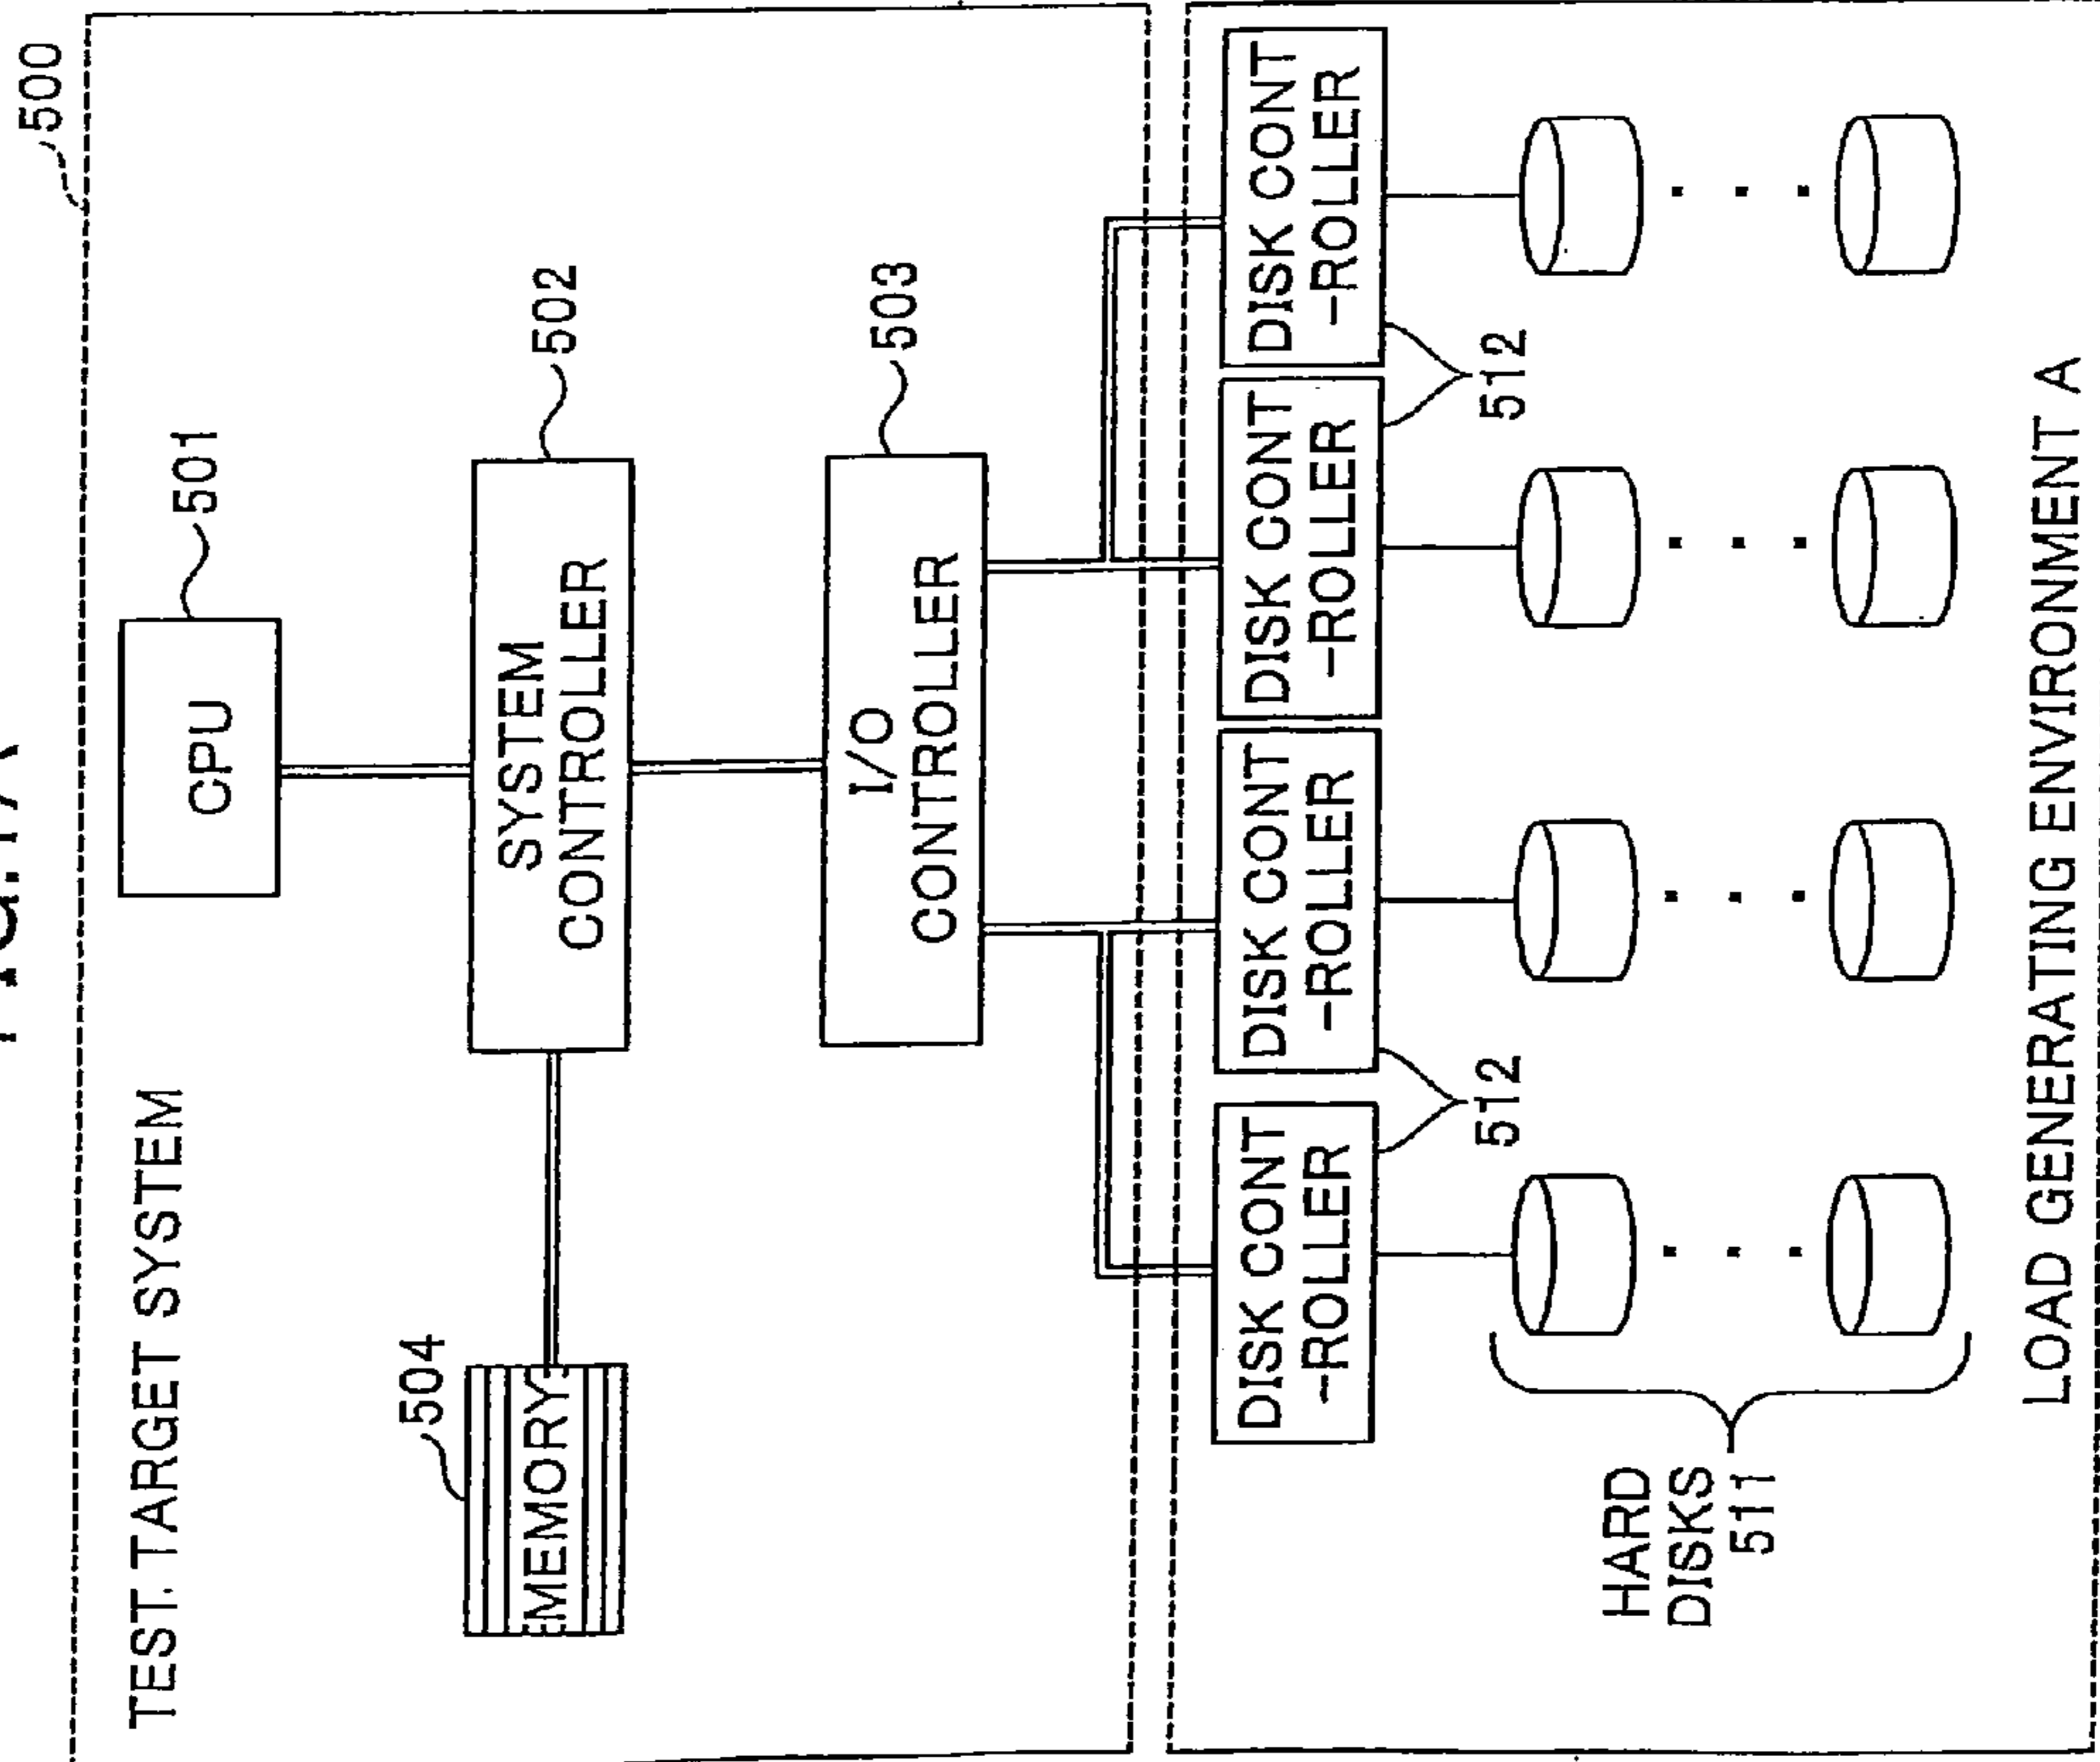 500
TEST TARGET SYSTEM
CPU
501
504
MEMORY
SYSTEM
CONTROLLER
502
I/O
CONTROLLER
503
DISK CONT
-ROLLER
DISK CONT
-ROLLER
DISK CONT
-ROLLER
DISK CONT
-ROLLER
512
512
HARD
DISKS
511
LOAD GENERATING ENVIRONMENT A